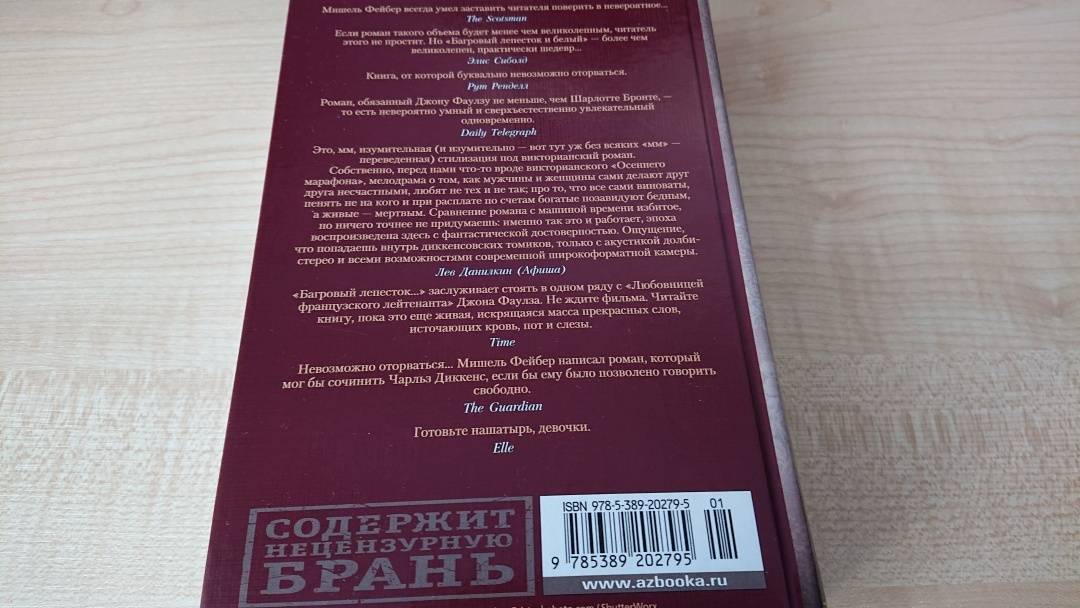 Мишель Фейбер всегда умел заставить читателя поверить в невероятное...
The Scotsman
Если роман такого объема будет менее чем великолепным, читатель
этого не простит. Но «Багровый лепесток и белый» — более чем
великолепен, практически шедевр...
Элис Сиболд
Книга, от которой буквально невозможно оторваться.
Рут Ренделл
Роман, обязанный Джону Фаулзу не меньше, чем Шарлотте Бронте, —
то есть невероятно умный и сверхъестественно увлекательный
одновременно.
Daily Telegraph
Это, мм, изумительная (и изумительно — вот тут уж без всяких «мм» —
переведенная) стилизация под викторианский роман.
Собственно, перед нами что-то вроде викторианского «Осеннего
марафона», мелодрама о том, как мужчины и женщины сами делают друг
друга несчастными, любят не тех и не так; про то, что все сами виноваты,
пенять не на кого и при расплате по счетам богатые позавидуют бедным,
а живые — мертвым. Сравнение романа с машиной времени избитое,
но ничего точнее не придумаешь: именно так это и работает, эпоха
воспроизведена здесь с фантастической достоверностью. Ощущение,
что попадаешь внутрь диккенсовских томиков, только с акустикой долби-
стерео и всеми возможностями современной широкоформатной камеры.
Лев Данилкин (Афиша)
«Багровый лепесток...» заслуживает стоять в одном ряду с «Любовницей
французского лейтенанта» Джона Фаулза. Не ждите фильма. Читайте
книгу, пока это еще живая, искрящаяся масса прекрасных слов,
источающих кровь, пот и слезы.
Time
Невозможно оторваться... Мишель Фейбер написал роман, который
мог бы сочинить Чарльз Диккенс, если бы ему было позволено говорить
свободно.
The Guardian
Готовьте нашатырь, девочки.
Elle
СОДЕРЖИТ
НЕЦЕНЗУРНУЮ
БРАНЬ
ISBN 978-5-389-20279-5 01
9 785389 202795
www.azbooka.ru
/ShutterWorx